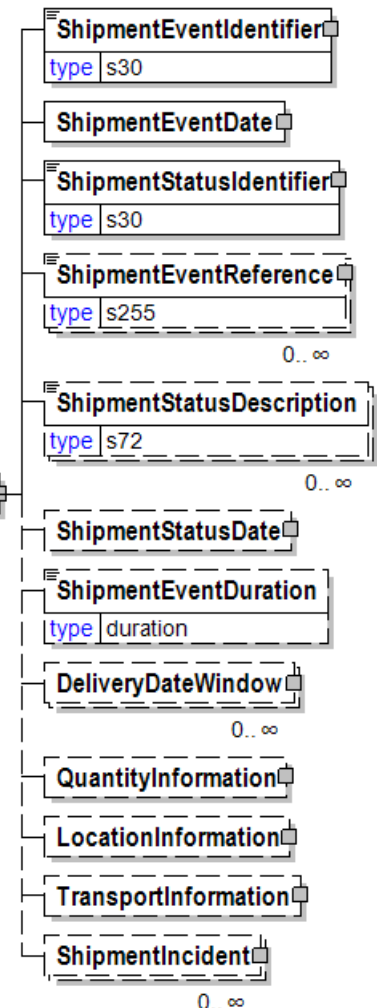 ShipmentEventIdentifier
type s30
ShipmentEventDate
ShipmentStatusIdentifier
type s30
ShipmentEventReference
type s255
0.. ∞
ShipmentStatusDescription
type s72
0.. ∞
ShipmentStatusDate
ShipmentEventDuration
type duration
DeliveryDateWindow
0.. ∞
QuantityInformation
LocationInformation
TransportInformation
ShipmentIncident
0.. ∞